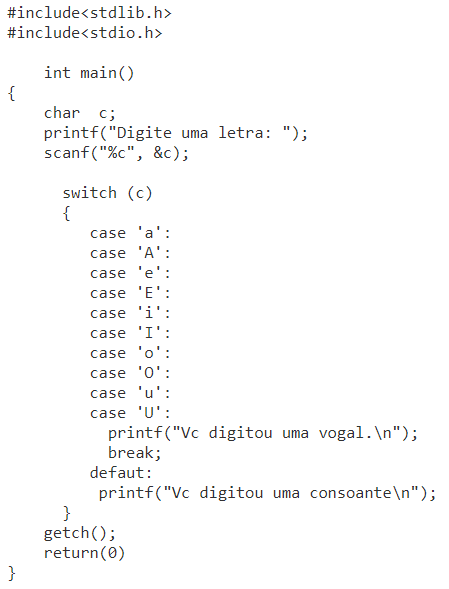 #include<stdlib.h>
#include<stdio.h>
int main()
{
char  c;
printf("Digite uma letra: ");
scanf("%c", &c);
switch (c)
{
case 'a':
case 'A':
case 'e':
case 'E':
case 'i':
case 'I':
case 'o':
case 'O':
case 'u':
case 'U':
printf("Vc digitou uma vogal.\n");
break;
defaut:
printf("Vc digitou uma consoante\n");
}
getch();
return(0)
}